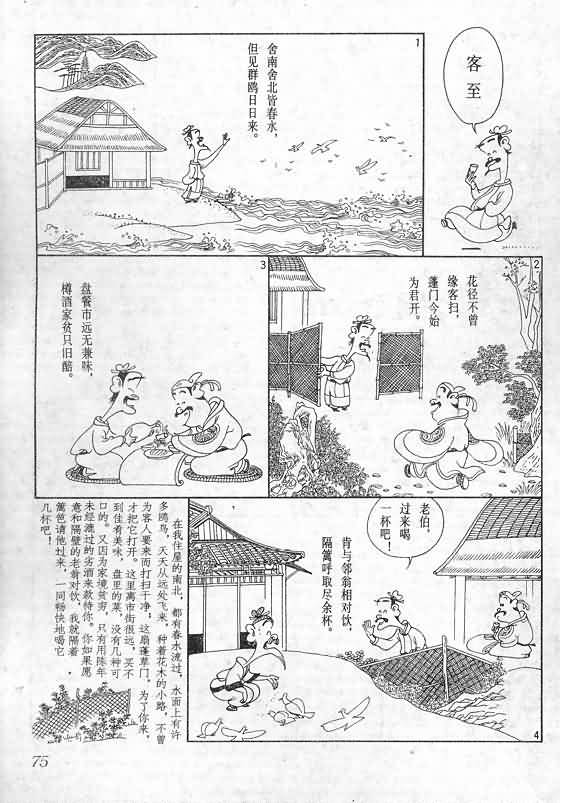 客至
1
舍南舍北皆春水，
但见群鸥日日来。
2
花径不曾
缘客扫，
蓬门今始
为君开。
3
盘餐市远无兼味，
樽酒家贫只旧醅。
老伯，
过来喝
一杯吧！
肯与邻翁相对饮，
隔篱呼取尽余杯。
4
在我住屋的南北，都有春水流过，水面上有许
多鸥鸟，天天从远处飞来。种着花木的小路，不曾
为客人要来而打扫干净；这扇蓬草门，为了你来，
才把它打开。这里离市街很远，买不
到佳肴美味，盘里的菜，没有几种可
口的。又因为家境贫穷，只有用陈年
未经漉过的劣酒来款待你。你如果愿
意和隔壁的老翁对饮，我就隔着
篱笆请他过来，一同畅快地喝它
几杯吧！
75